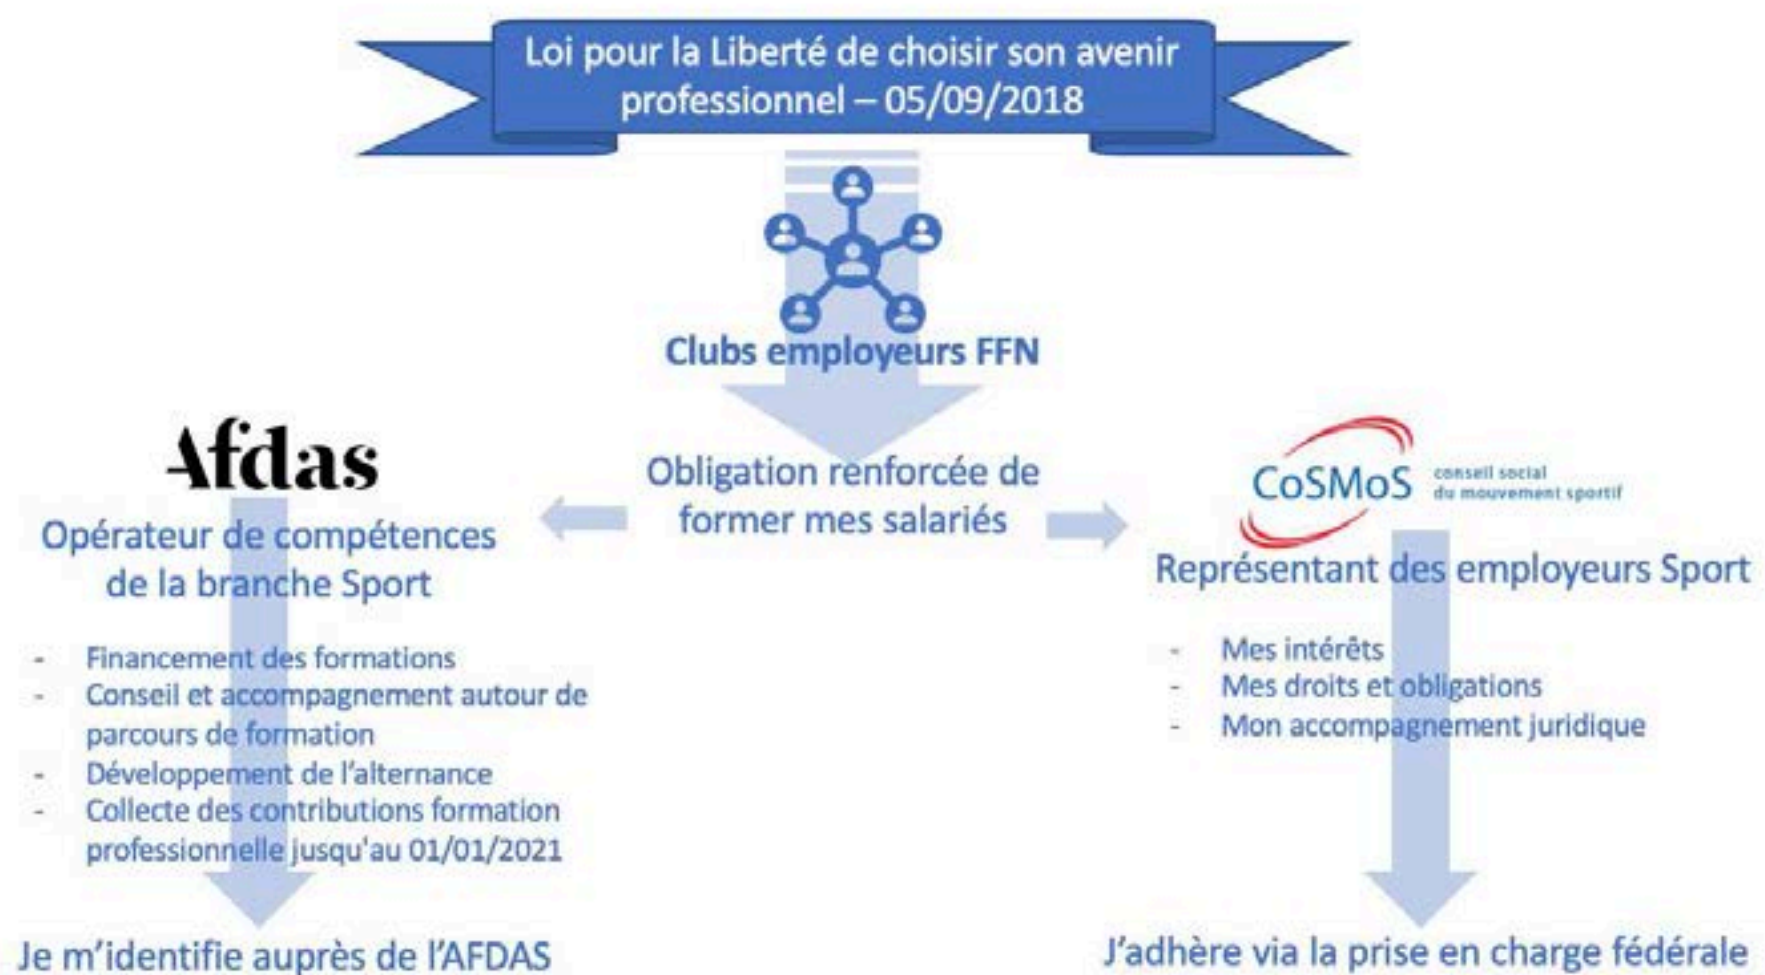 Loi pour la Liberté de choisir son avenir
professionnel – 05/09/2018
Clubs employeurs FFN
Obligation renforcée de
former mes salariés
Afdas
Opérateur de compétences
de la branche Sport
- Financement des formations
- Conseil et accompagnement autour de
parcours de formation
- Développement de l'alternance
- Collecte des contributions formation
professionnelle jusqu'au 01/01/2021
Je m'identifie auprès de l'AFDAS
CoSMoS
conseil social
du mouvement sportif
Représentant des employeurs Sport
- Mes intérêts
- Mes droits et obligations
- Mon accompagnement juridique
J'adhère via la prise en charge fédérale